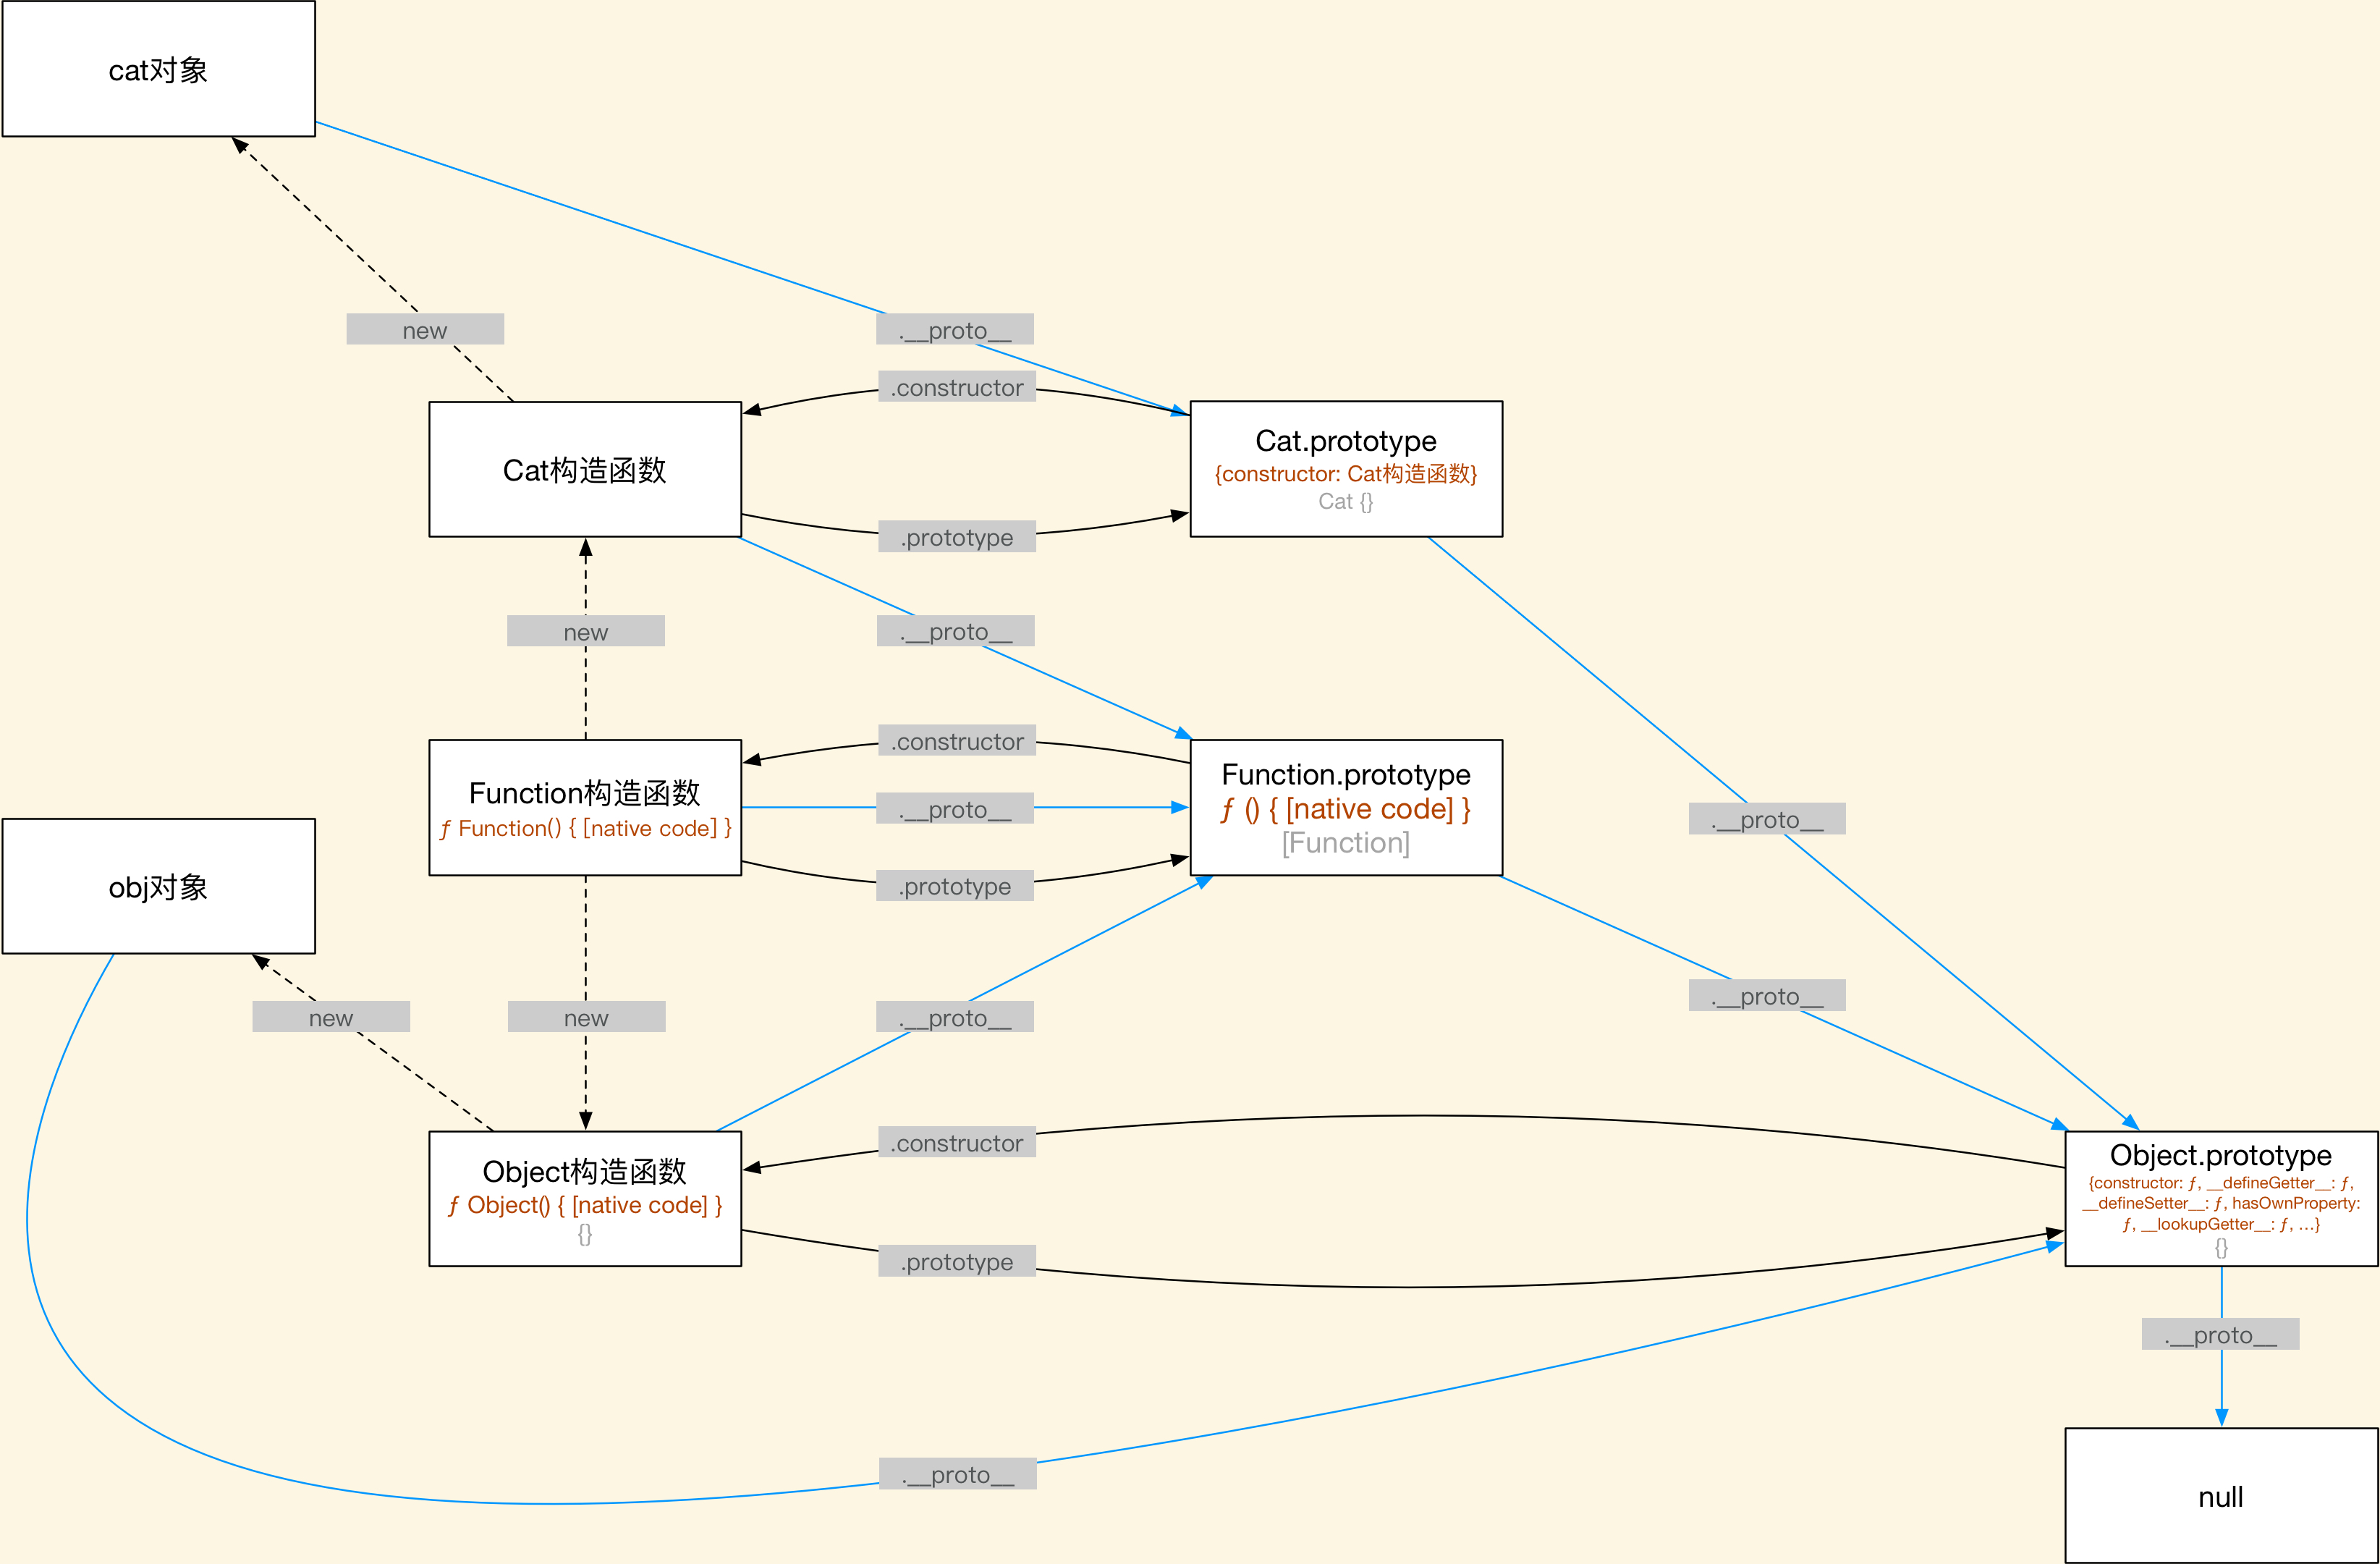 cat对象
new
.__proto__
.constructor
Cat构造函数
Cat.prototype
{constructor: Cat构造函数}
Cat {}
.prototype
new
.__proto__
.constructor
Function构造函数
ƒ Function() { [native code] }
.__proto__
Function.prototype
ƒ () { [native code] }
[Function]
.__proto__
obj对象
.prototype
.__proto__
new
new
.__proto__
.constructor
Object构造函数
ƒ Object() { [native code] }
{}
Object.prototype
{constructor: ƒ, __defineGetter__: ƒ,
__defineSetter__: ƒ, hasOwnProperty:
ƒ, __lookupGetter__: ƒ, …}
{}
.prototype
.__proto__
.__proto__
null